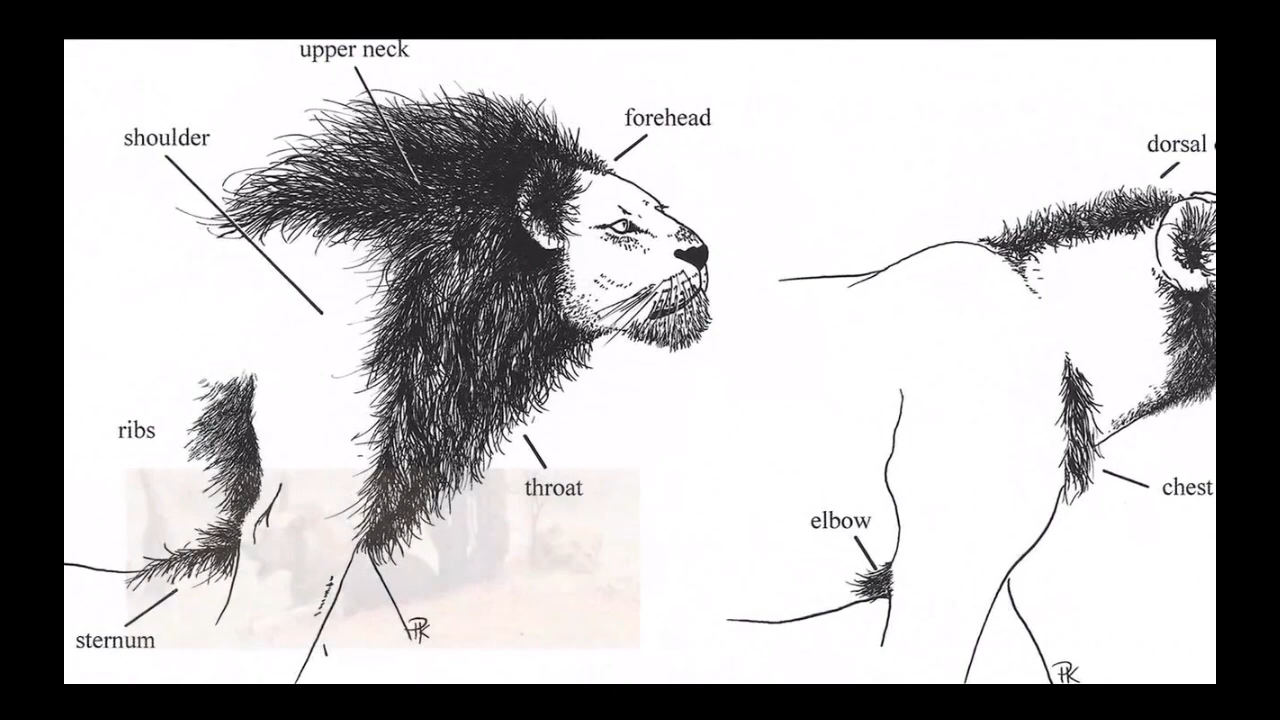 upper neck
forehead
shoulder
dorsal
ribs
throat
chest
elbow
sternum
PK
PK